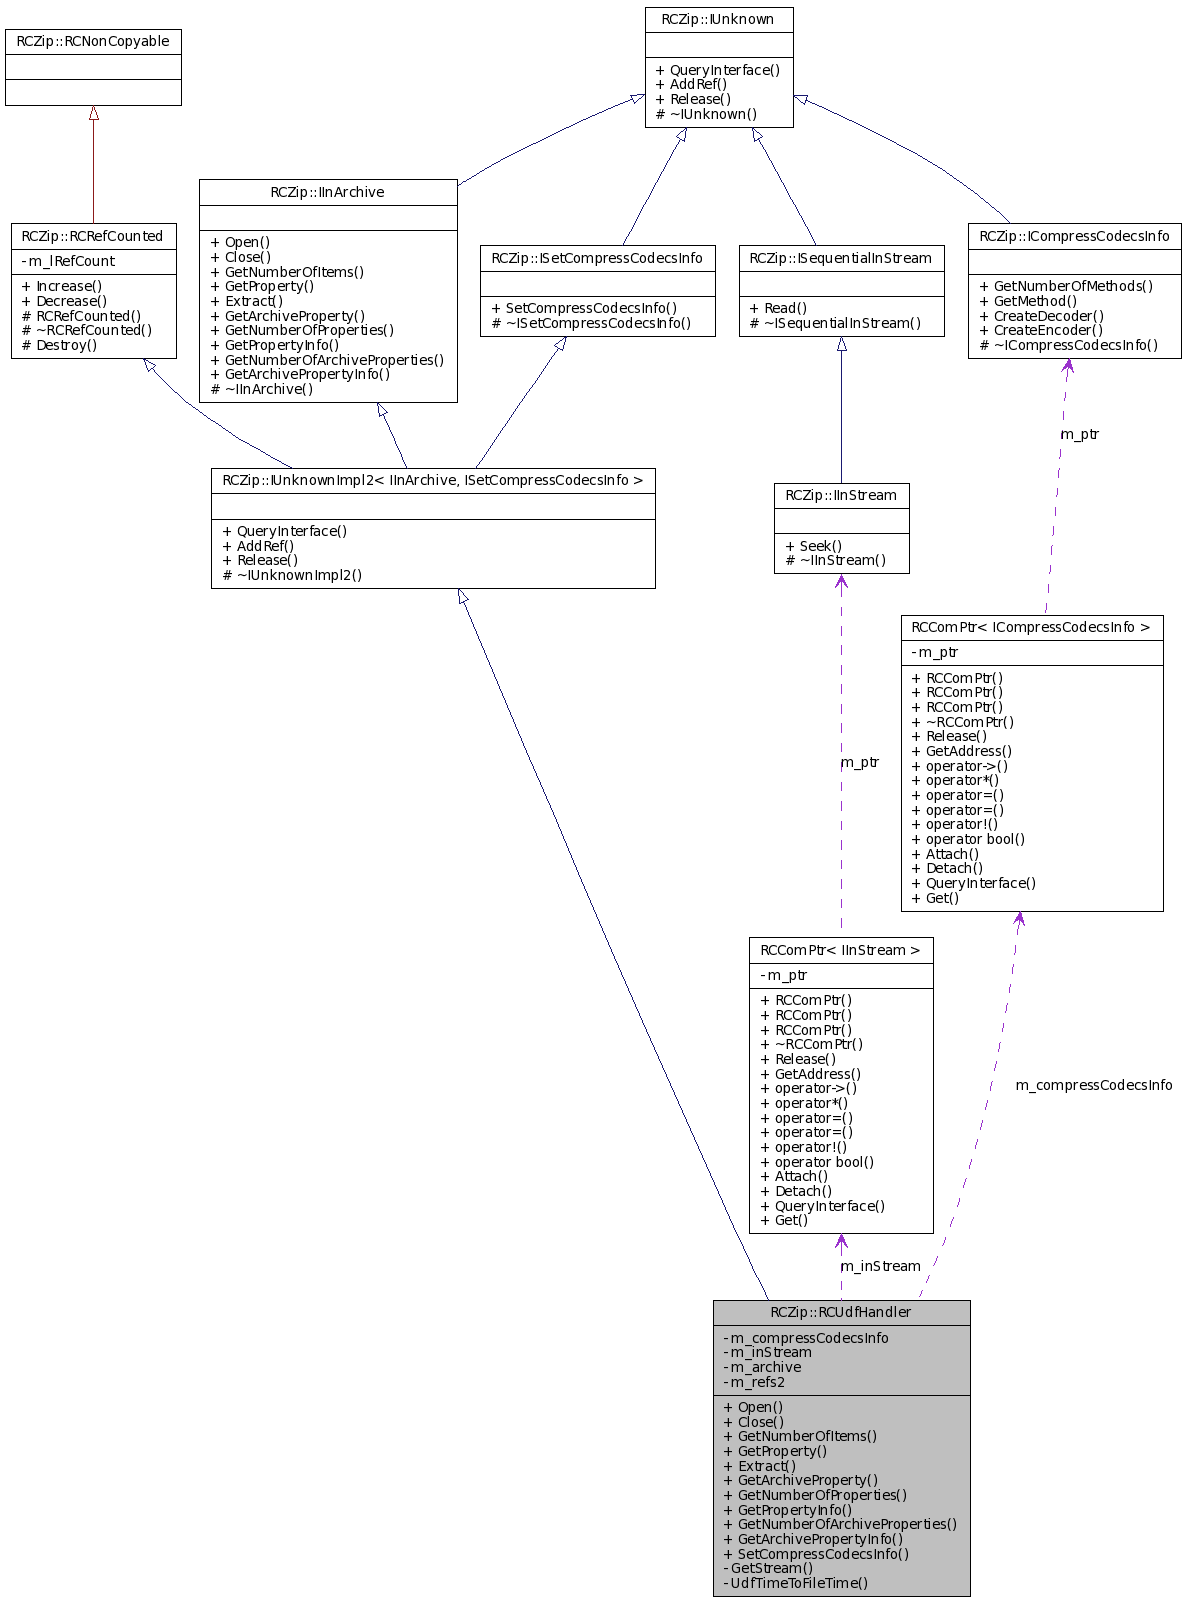 RCZip::IUnknown
+ QueryInterface()
+ AddRef()
+ Release()
# ~IUnknown()
RCZip::RCNonCopyable
RCZip::IInArchive
+ Open()
+ Close()
+ GetNumberOfItems()
+ GetProperty()
+ Extract()
+ GetArchiveProperty()
+ GetNumberOfProperties()
+ GetPropertyInfo()
+ GetNumberOfArchiveProperties()
+ GetArchivePropertyInfo()
# ~IInArchive()
RCZip::RCRefCounted
- m_lRefCount
+ Increase()
+ Decrease()
# RCRefCounted()
# ~RCRefCounted()
# Destroy()
RCZip::ISetCompressCodecsInfo
+ SetCompressCodecsInfo()
# ~ISetCompressCodecsInfo()
RCZip::ISequentialInStream
+ Read()
# ~ISequentialInStream()
RCZip::ICompressCodecsInfo
+ GetNumberOfMethods()
+ GetMethod()
+ CreateDecoder()
+ CreateEncoder()
# ~ICompressCodecsInfo()
m_ptr
RCZip::IUnknownImpl2< IInArchive, ISetCompressCodecsInfo >
+ QueryInterface()
+ AddRef()
+ Release()
# ~IUnknownImpl2()
RCZip::IInStream
+ Seek()
# ~IInStream()
RCComPtr< ICompressCodecsInfo >
- m_ptr
+ RCComPtr()
+ RCComPtr()
+ RCComPtr()
+ ~RCComPtr()
+ Release()
+ GetAddress()
+ operator->()
+ operator*()
+ operator=()
+ operator=()
+ operator!()
+ operator bool()
+ Attach()
+ Detach()
+ QueryInterface()
+ Get()
m_ptr
RCComPtr< IInStream >
- m_ptr
+ RCComPtr()
+ RCComPtr()
+ RCComPtr()
+ ~RCComPtr()
+ Release()
+ GetAddress()
+ operator->()
+ operator*()
+ operator=()
+ operator=()
+ operator!()
+ operator bool()
+ Attach()
+ Detach()
+ QueryInterface()
+ Get()
m_compressCodecsInfo
m_inStream
RCZip::RCUdfHandler
- m_compressCodecsInfo
- m_inStream
- m_archive
- m_refs2
+ Open()
+ Close()
+ GetNumberOfItems()
+ GetProperty()
+ Extract()
+ GetArchiveProperty()
+ GetNumberOfProperties()
+ GetPropertyInfo()
+ GetNumberOfArchiveProperties()
+ GetArchivePropertyInfo()
+ SetCompressCodecsInfo()
- GetStream()
- UdfTimeToFileTime()